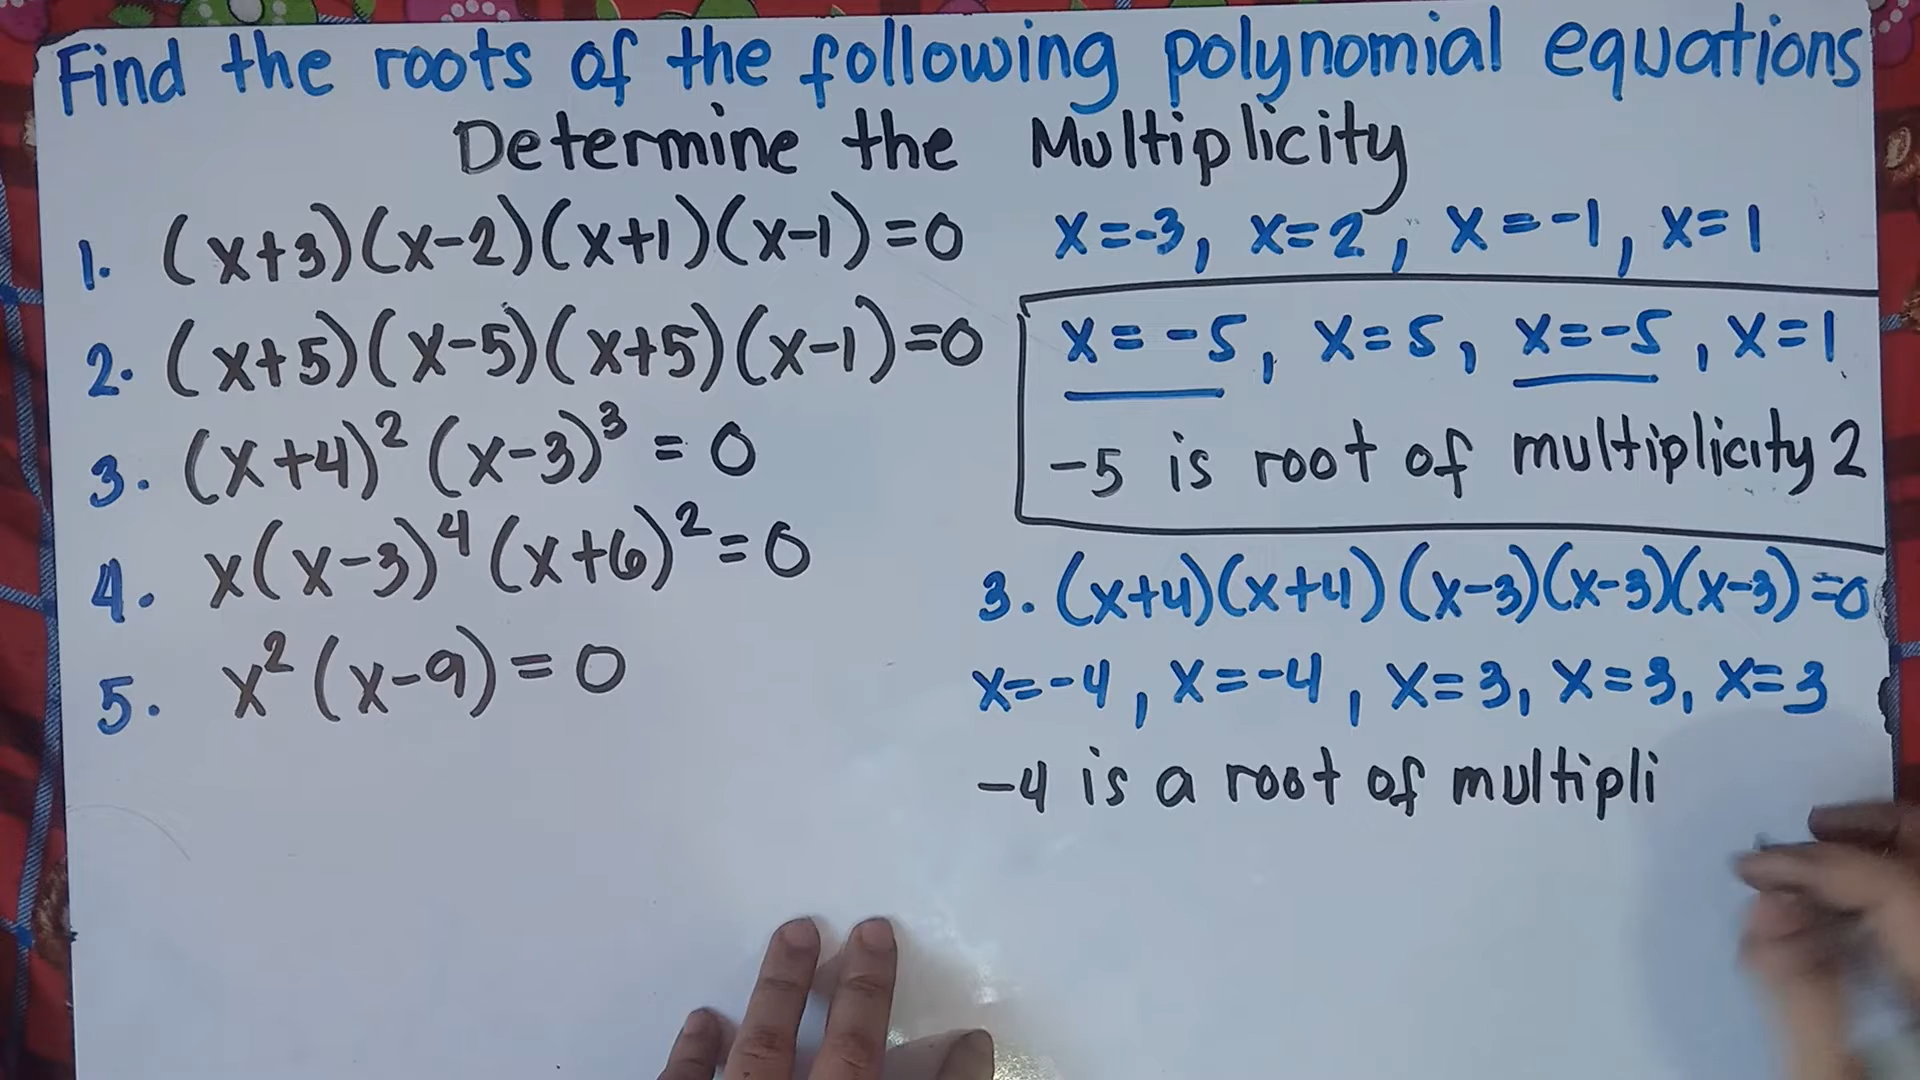 Find the roots of the following polynomial equations
Determine the Multiplicity
1. (x+3)(x-2)(x+1)(x-1)=0
x=-3, x=2, x=-1, x=1
2. (x+5)(x-5)(x+5)(x-1)=0
x=-5, x=5, x=-5, x=1
-5 is root of multiplicity 2
3. (x+4)² (x-3)³ = 0
4. x(x-3)⁴(x+6)²=0
5. x²(x-9)=0
3. (x+4)(x+4)(x-3)(x-3)(x-3)=0
x=-4, x=-4, x=3, x=3, x=3
-4 is a root of multipli